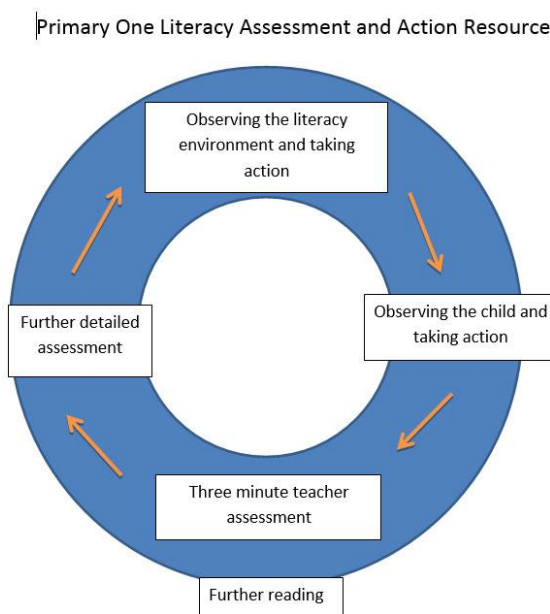 Primary One Literacy Assessment and Action Resource
Observing the literacy
environment and taking
action
Observing the child and
taking action
Three minute teacher
assessment
Further detailed
assessment
Further reading